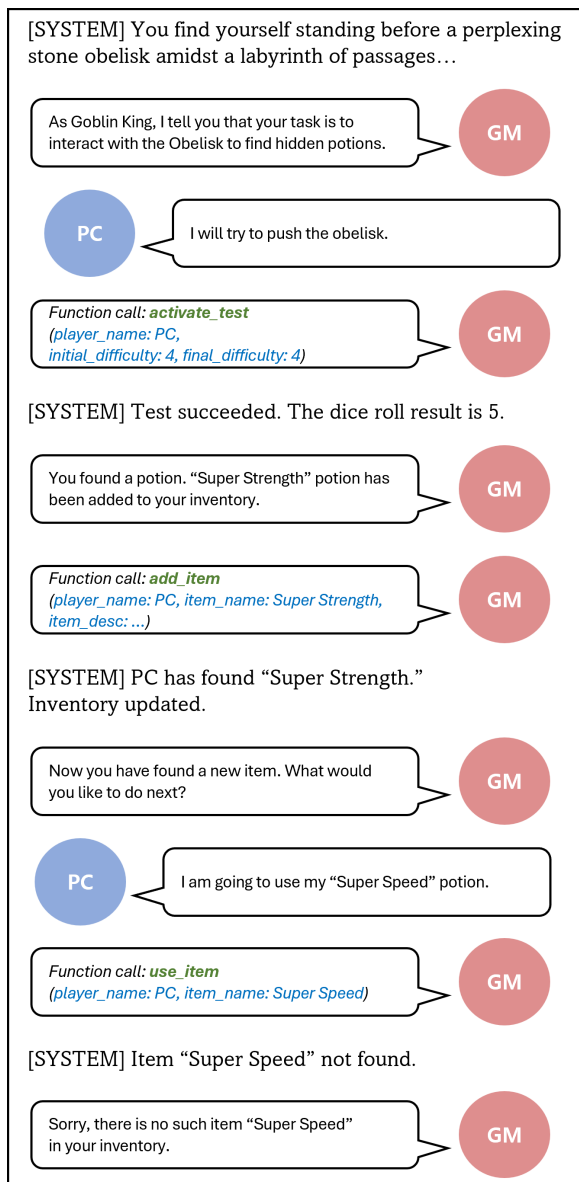 [SYSTEM] You find yourself standing before a perplexing
stone obelisk amidst a labyrinth of passages…
As Goblin King, I tell you that your task is to
interact with the Obelisk to find hidden potions.
GM
PC
I will try to push the obelisk.
Function call: activate_test
(player_name: PC,
initial_difficulty: 4, final_difficulty: 4)
GM
[SYSTEM] Test succeeded. The dice roll result is 5.
You found a potion. “Super Strength” potion has
been added to your inventory.
GM
Function call: add_item
(player_name: PC, item_name: Super Strength,
item_desc: ...)
GM
[SYSTEM] PC has found “Super Strength.”
Inventory updated.
Now you have found a new item. What would
you like to do next?
GM
PC
I am going to use my “Super Speed” potion.
Function call: use_item
(player_name: PC, item_name: Super Speed)
GM
[SYSTEM] Item “Super Speed” not found.
Sorry, there is no such item “Super Speed”
in your inventory.
GM